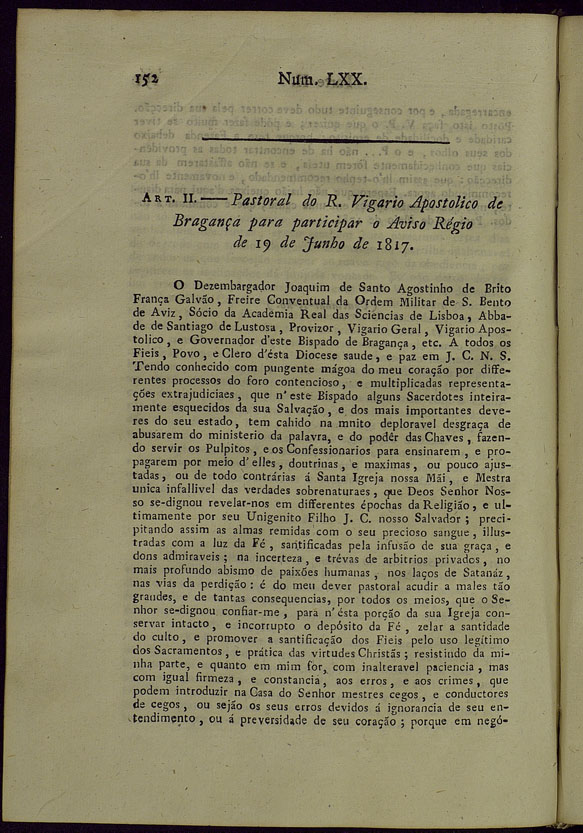 152 Num. LXX.
ART. II. — Pastoral do R. Vigario Apostolico de
Bragança para participar o Aviso Régio
de 19 de Junho de 1817.
O Dezembargador Joaquim de Santo Agostinho de Brito
França Galvão, Freire Conventual da Ordem Militar de S. Bento
de Aviz, Sócio da Académia Real das Sciéncias de Lisboa, Abba-
de de Santiago de Lustosa, Provizor, Vigario Geral, Vigario Apos-
tolico, e Governador d'este Bispado de Bragança, etc. A todos os
Fieis, Povo, e Clero d'ésta Diocese saude, e paz em J. C. N. S.
Tendo conhecido com pungente mágoa do meu coração por diffe-
rentes processos do foro contencioso, e multiplicadas representa-
ções extrajudiciaes, que n'este Bispado alguns Sacerdotes inteira-
mente esquecidos da sua Salvação, e dos mais importantes deve-
res do seu estado, tem cahido na mnito deploravel desgraça de
abusarem do ministerio da palavra, e do podêr das Chaves, fazen-
do servir os Pulpitos, e os Confessionarios para ensinarem, e pro-
pagarem por meio d'elles, doutrinas, e maximas, ou pouco ajus-
tadas, ou de todo contrárias á Santa Igreja nossa Mãi, e Mestra
unica infallivel das verdades sobrenaturaes, que Deos Senhor Nos-
so se-dignou revelar-nos em differentes épochas da Religião, e ul-
timamente por seu Unigenito Filho J. C. nosso Salvador; preci-
pitando assim as almas remidas com o seu precioso sangue, illus-
tradas com a luz da Fé, santificadas pela infusão de sua graça, e
dons admiraveis; na incerteza, e trévas de arbitrios privados, no
mais profundo abismo de paixões humanas, nos laços de Satanáz,
nas vias da perdição: é do meu dever pastoral acudir a males tão
grandes, e de tantas consequencias, por todos os meios, que o Se-
nhor se-dignou confiar-me, para n'ésta porção da sua Igreja con-
servar intacto, e incorrupto o depósito da Fé, zelar a santidade
do culto, e promover a santificação dos Fieis pelo uso legítimo
dos Sacramentos, e prática das virtudes Christãs; resistindo da mi-
nha parte, e quanto em mim for, com inalteravel paciencia, mas
com igual firmeza, e constancia, aos erros, e aos crimes, que
podem introduzir na Casa do Senhor mestres cegos, e conductores
de cegos, ou sejão os seus erros devidos á ignorancia de seu en-
tendimento, ou á preversidade de seu coração; porque em negó-